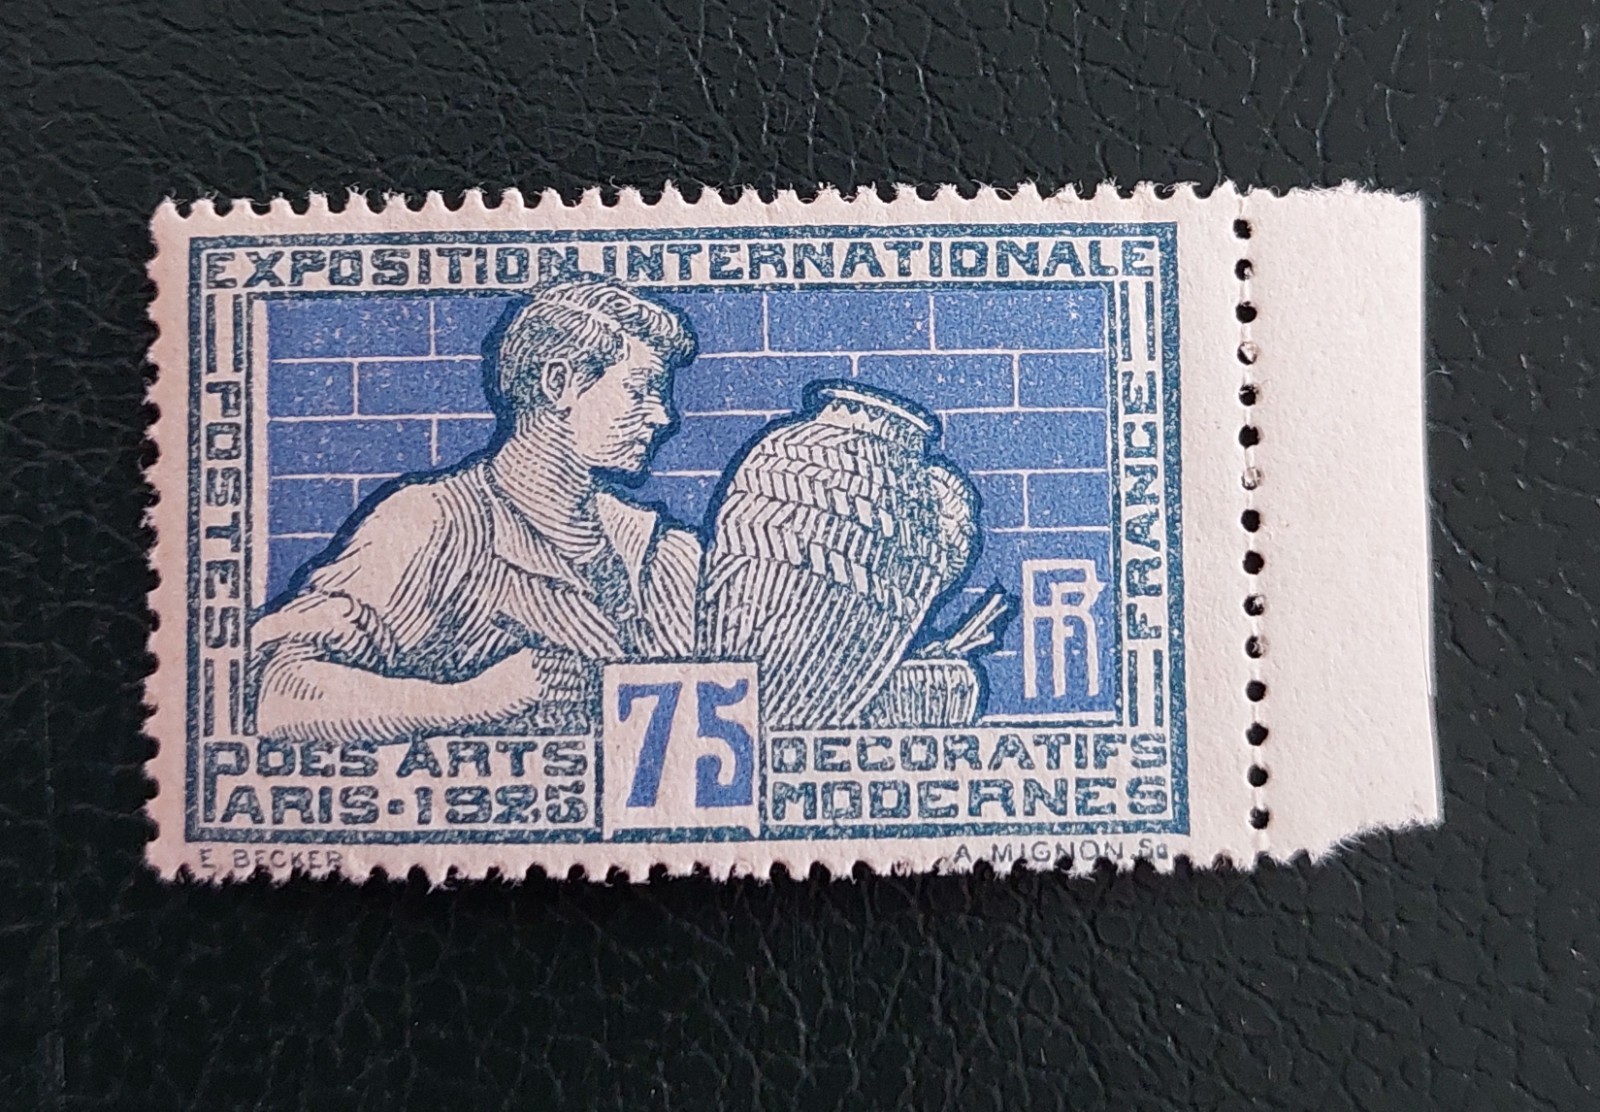 EXPOSITION INTERNATIONALE
POSTES
FRANCE
RF
75
DES ARTS DECORATIFS
PARIS·1925 MODERNES
E. BECKER
A. MIGNON. Sc